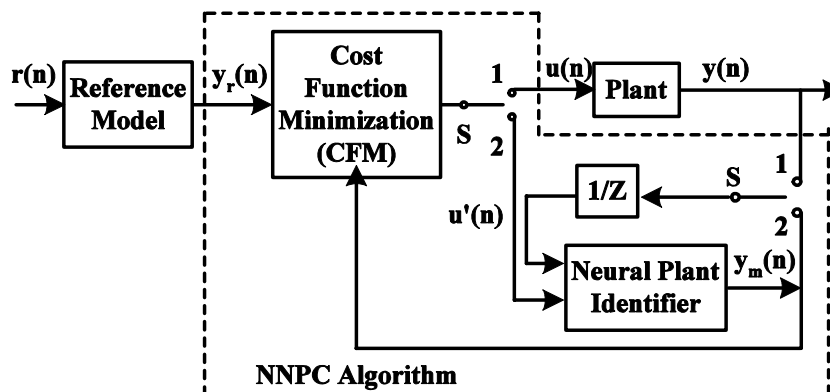 r(n)
Reference
Model
y_r(n)
Cost
Function
Minimization
(CFM)
S
1
2
u(n)
Plant
y(n)
u'(n)
1/Z
S
1
2
Neural Plant
Identifier
y_m(n)
NNPC Algorithm